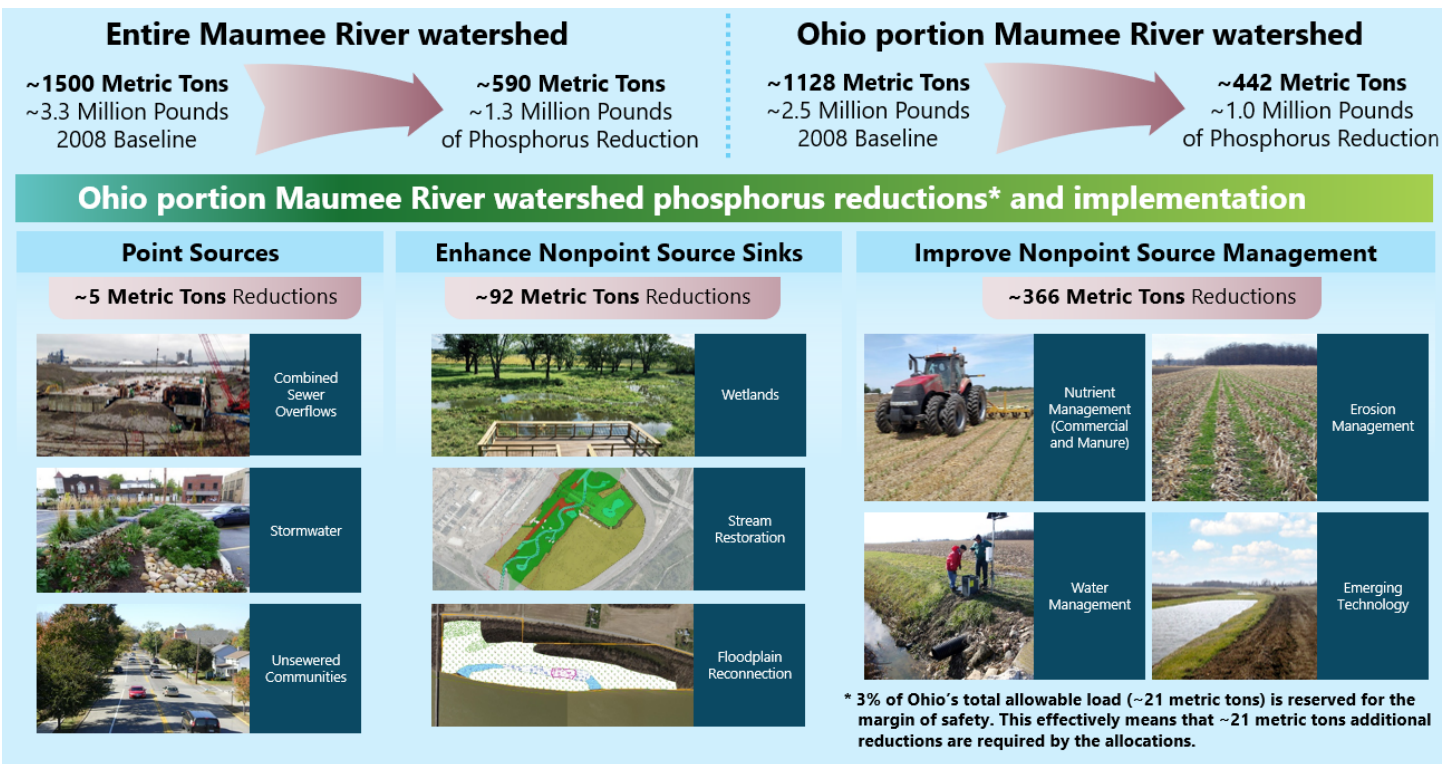 Entire Maumee River watershed
~1500 Metric Tons
~3.3 Million Pounds
2008 Baseline
~590 Metric Tons
~1.3 Million Pounds
of Phosphorus Reduction
Ohio portion Maumee River watershed
~1128 Metric Tons
~2.5 Million Pounds
2008 Baseline
~442 Metric Tons
~1.0 Million Pounds
of Phosphorus Reduction
Ohio portion Maumee River watershed phosphorus reductions* and implementation
Point Sources
~5 Metric Tons Reductions
Combined
Sewer
Overflows
Stormwater
Unsewered
Communities
Enhance Nonpoint Source Sinks
~92 Metric Tons Reductions
Wetlands
Stream
Restoration
Floodplain
Reconnection
Improve Nonpoint Source Management
~366 Metric Tons Reductions
Nutrient
Management
(Commercial
and Manure)
Erosion
Management
Water
Management
Emerging
Technology
* 3% of Ohio's total allowable load (~21 metric tons) is reserved for the
margin of safety. This effectively means that ~21 metric tons additional
reductions are required by the allocations.